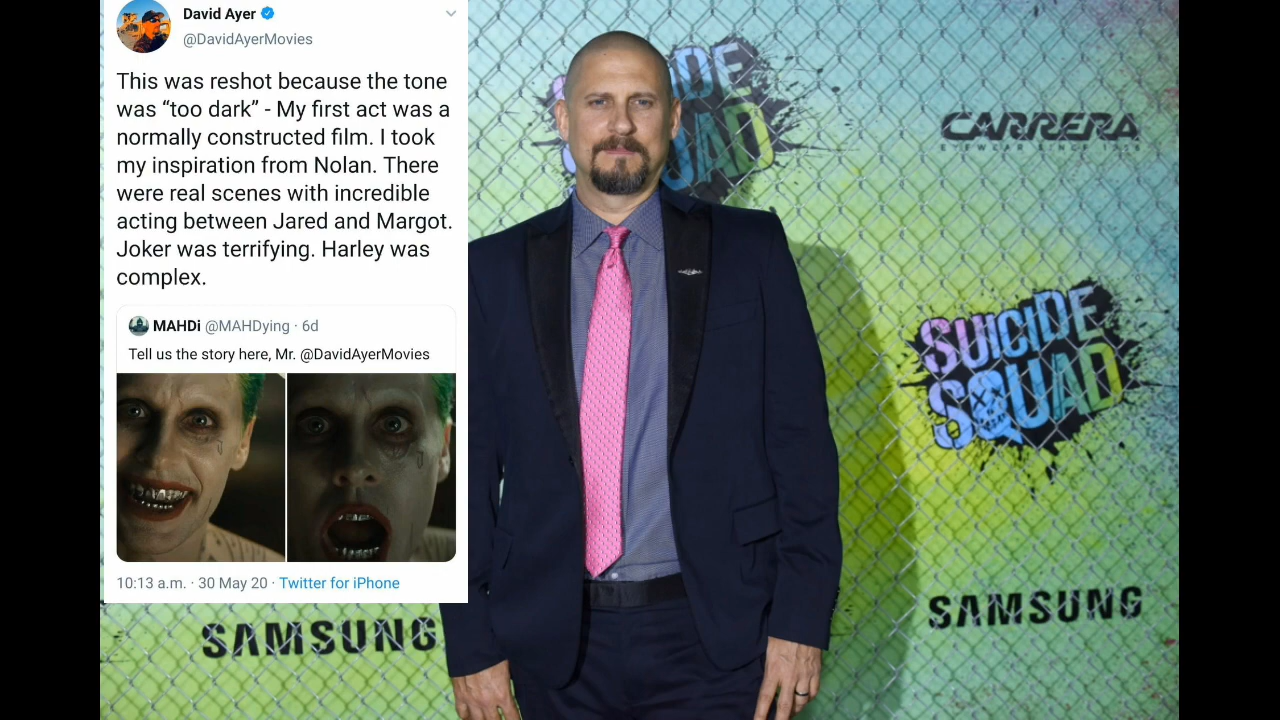 David Ayer
@DavidAyerMovies
This was reshot because the tone
was “too dark” - My first act was a
normally constructed film. I took
my inspiration from Nolan. There
were real scenes with incredible
acting between Jared and Margot.
Joker was terrifying. Harley was
complex.
MAHDi @MAHDying · 6d
Tell us the story here, Mr. @DavidAyerMovies
10:13 a.m. · 30 May 20 · Twitter for iPhone
SUICIDE
SQUAD
CARRERA
SUICIDE
SQUAD
SAMSUNG
SAMSUNG